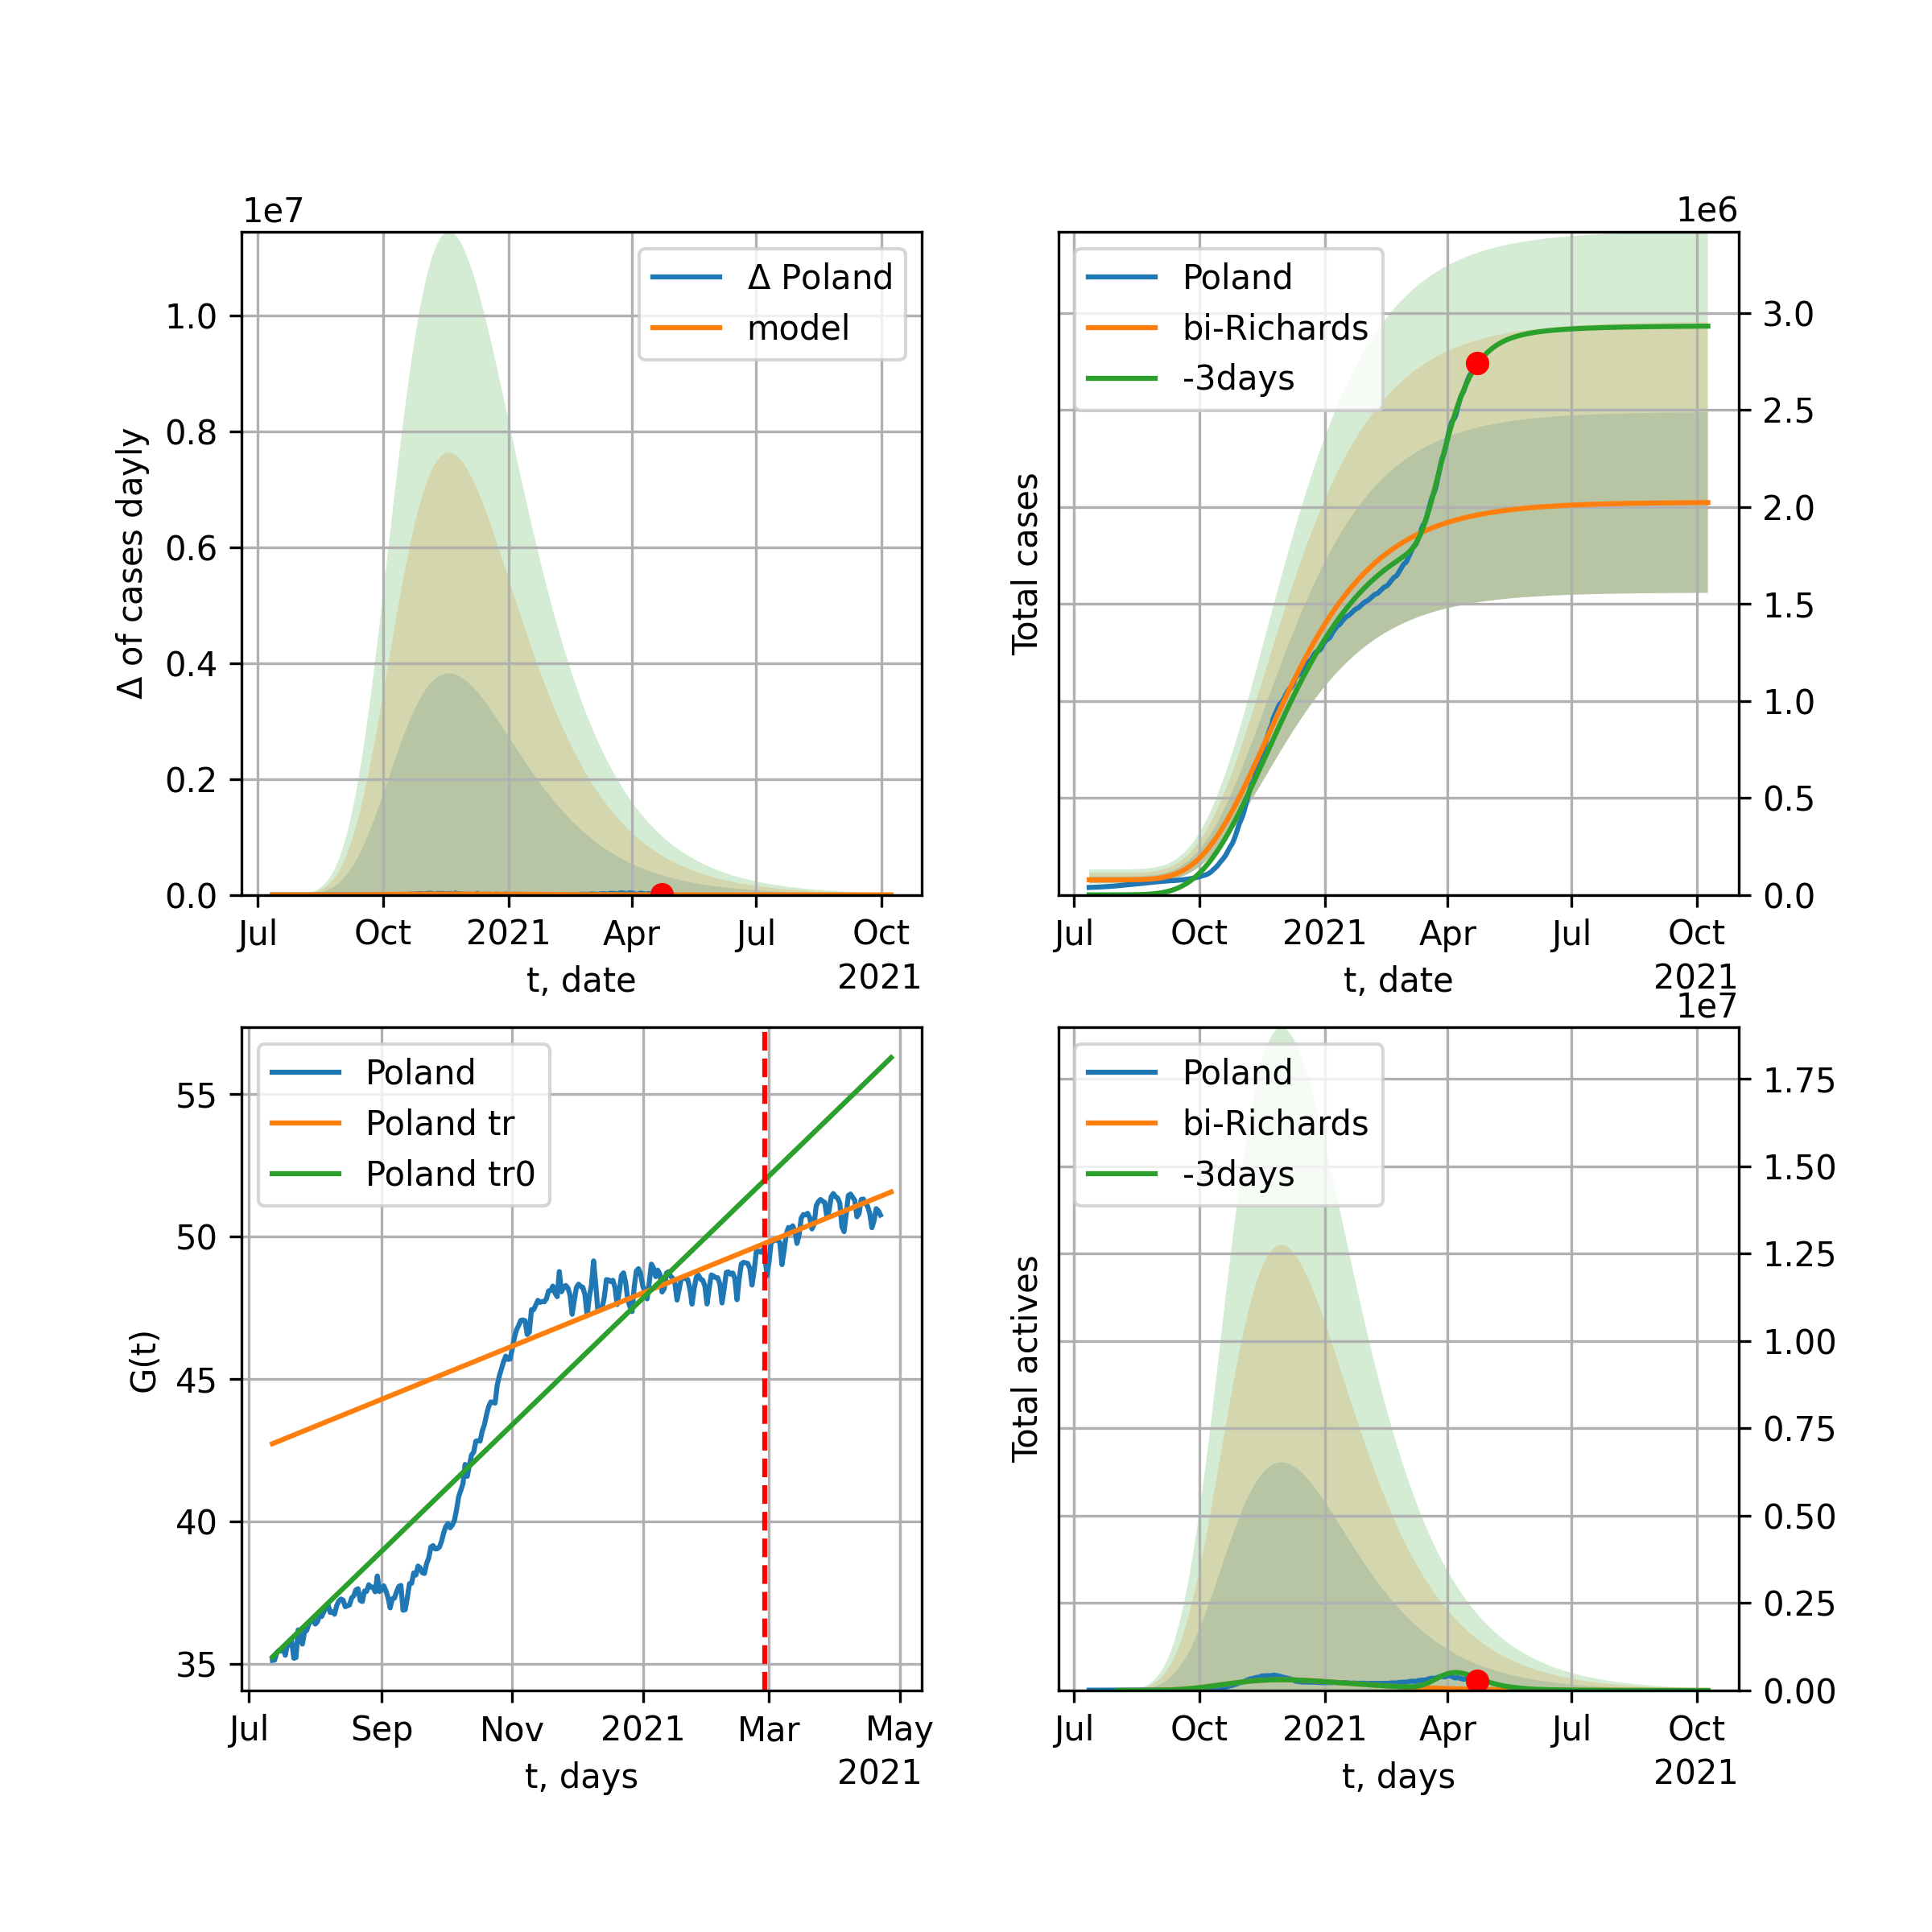 1e7
Δ of cases dayly
1.0
0.8
0.6
0.4
0.2
0.0
Δ Poland
model
Jul Oct 2021 Apr Jul Oct
t, date
2021
1e6
Total cases
Poland
bi-Richards
-3days
3.0
2.5
2.0
1.5
1.0
0.5
0.0
Jul Oct 2021 Apr Jul Oct
t, date
2021
G(t)
55
50
45
40
35
Poland
Poland tr
Poland tr0
Jul Sep Nov 2021 Mar May
t, days
2021
1e7
Total actives
Poland
bi-Richards
-3days
1.75
1.50
1.25
1.00
0.75
0.50
0.25
0.00
Jul Oct 2021 Apr Jul Oct
t, days
2021